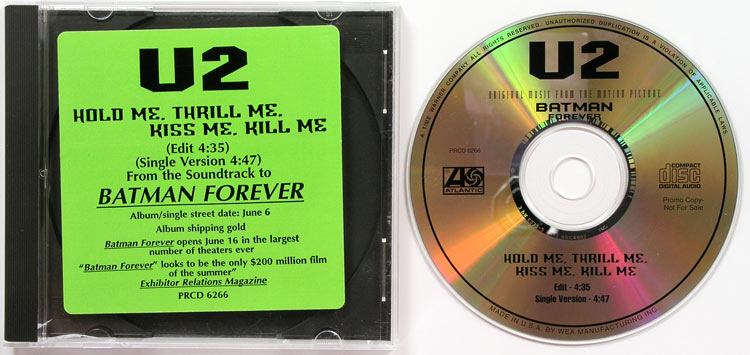 U2
HOLD ME, THRILL ME,
KISS ME, KILL ME
(Edit 4:35)
(Single Version 4:47)
From the Soundtrack to
BATMAN FOREVER
Album/single street date: June 6
Album shipping gold
Batman Forever opens June 16 in the largest
number of theaters ever
"Batman Forever" looks to be the only $200 million film
of the summer"
Exhibitor Relations Magazine
PRCD 6266
A TIME WARNER COMPANY ALL RIGHTS RESERVED. UNAUTHORIZED DUPLICATION IS A VIOLATION OF APPLICABLE LAWS.
U2
ORIGINAL MUSIC FROM THE MOTION PICTURE
BATMAN
FOREVER
PRCD 6266
ATLANTIC
COMPACT
disc
DIGITAL AUDIO
Promo Copy-
Not For Sale
HOLD ME, THRILL ME,
KISS ME, KILL ME
Edit - 4:35
Single Version - 4:47
MADE IN U.S.A. BY WEA MANUFACTURING INC.